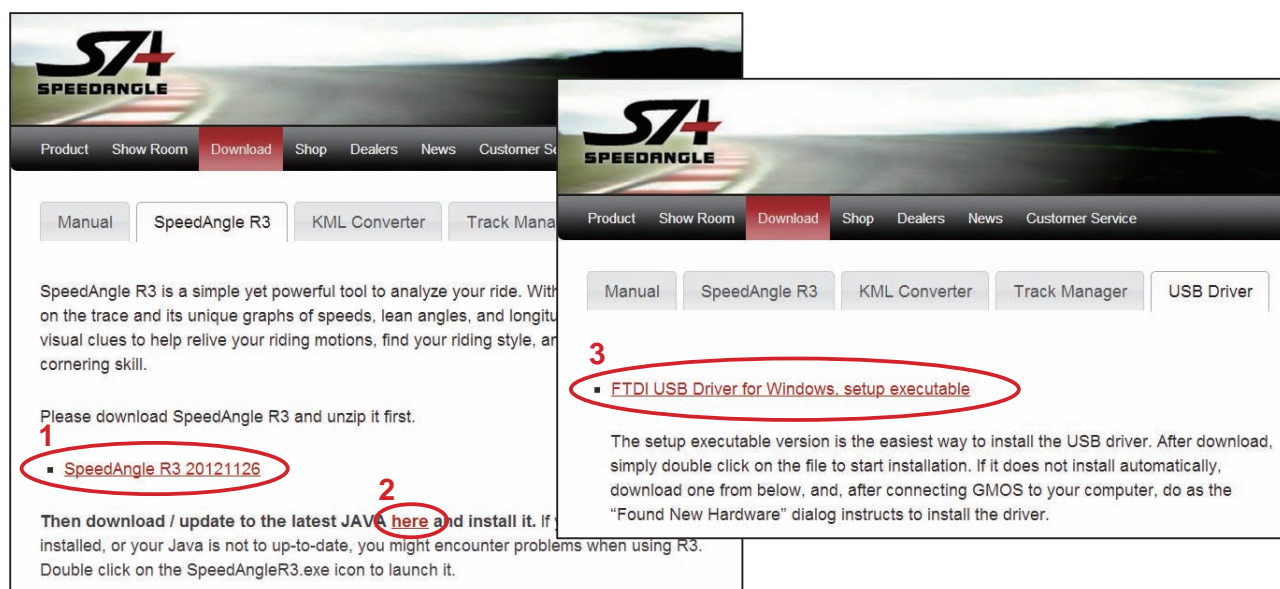 STA
SPEEDANGLE
Product Show Room Download Shop Dealers News Customer Se
Manual SpeedAngle R3 KML Converter Track Mana
SpeedAngle R3 is a simple yet powerful tool to analyze your ride. With
on the trace and its unique graphs of speeds, lean angles, and longitu
visual clues to help relive your riding motions, find your riding style, an
cornering skill.
Please download SpeedAngle R3 and unzip it first.
1
SpeedAngle R3 20121126
2
Then download / update to the latest JAVA here and install it. If y
installed, or your Java is not to up-to-date, you might encounter problems when using R3.
Double click on the SpeedAngleR3.exe icon to launch it.
STA
SPEEDANGLE
Product Show Room Download Shop Dealers News Customer Service
Manual SpeedAngle R3 KML Converter Track Manager USB Driver
3
FTDI USB Driver for Windows. setup executable
The setup executable version is the easiest way to install the USB driver. After download,
simply double click on the file to start installation. If it does not install automatically,
download one from below, and, after connecting GMOS to your computer, do as the
“Found New Hardware” dialog instructs to install the driver.